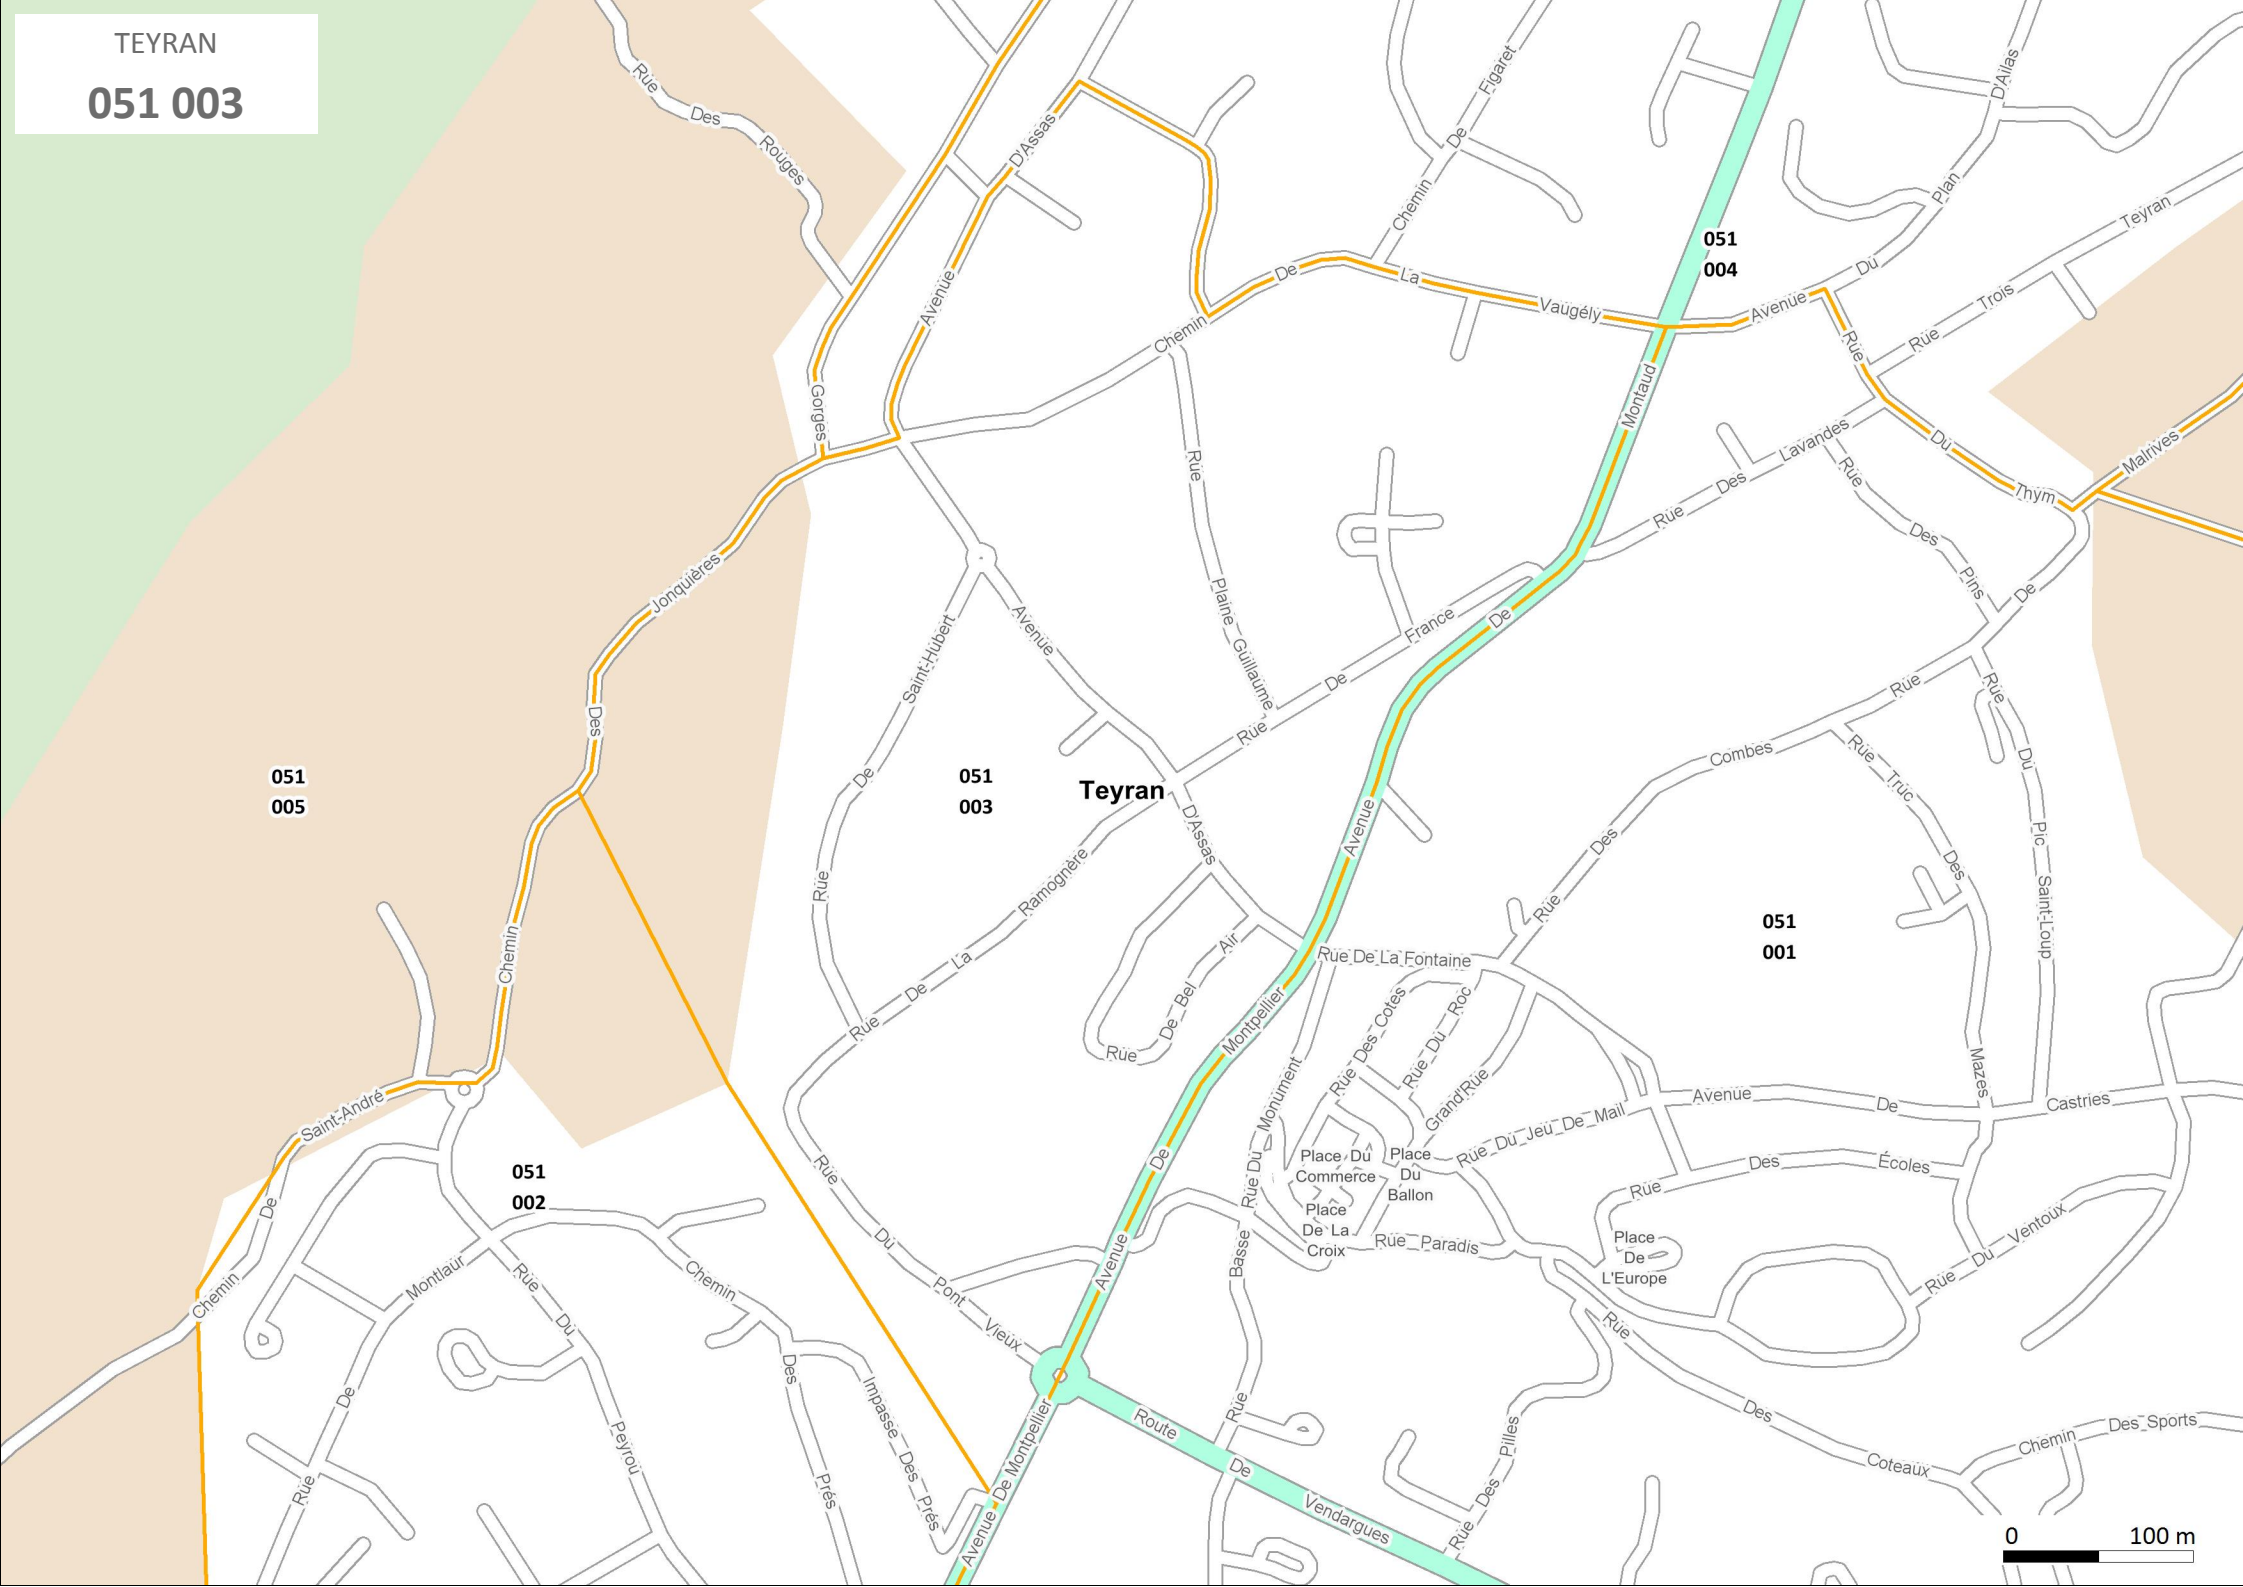 TEYRAN
051 003
Rue Des Rouges
Avenue D'Assas
Chemin De Figaret
Plan D'Ailas
Rue Trois Teyran
051
004
Gorges
Chemin De La Vaugély
Avenue Du
Rue Du Thym
Malrives
Montaud
Rue Des Lavandes
Rue Des Pins
Jonquières
Des
Chemin
Rue Plaine Guillaume
Avenue
D'Assas
Rue De Saint-Hubert
Rue De France
De
Avenue
051
005
051
003
Teyran
Rue De La Ramognère
Rue De Bel Air
Rue Des Combes
Rue De
Rue Truc Des Mazes
Rue Du Pic Saint-Loup
051
001
Rue De La Fontaine
Rue Des Cotes
Rue Du Roc
Grand'Rue
Rue Du Monument
Rue Du Jeu De Mail
Avenue De Castries
Avenue De Montpellier
Saint-André
De
Chemin
051
002
Place Du
Commerce
Place
Du
Ballon
Place
De La
Croix
Rue Des Écoles
Rue Paradis
Place
De
L'Europe
Rue Du Ventoux
Rue Du Pont Vieux
Rue De Montlaur
Rue Du Peyrou
Chemin Des Prés
Impasse Des Prés
Avenue De Montpellier
Rue Basse
Route De Vendargues
Rue Des Pilles
Rue Des Coteaux
Chemin Des Sports
0 100 m